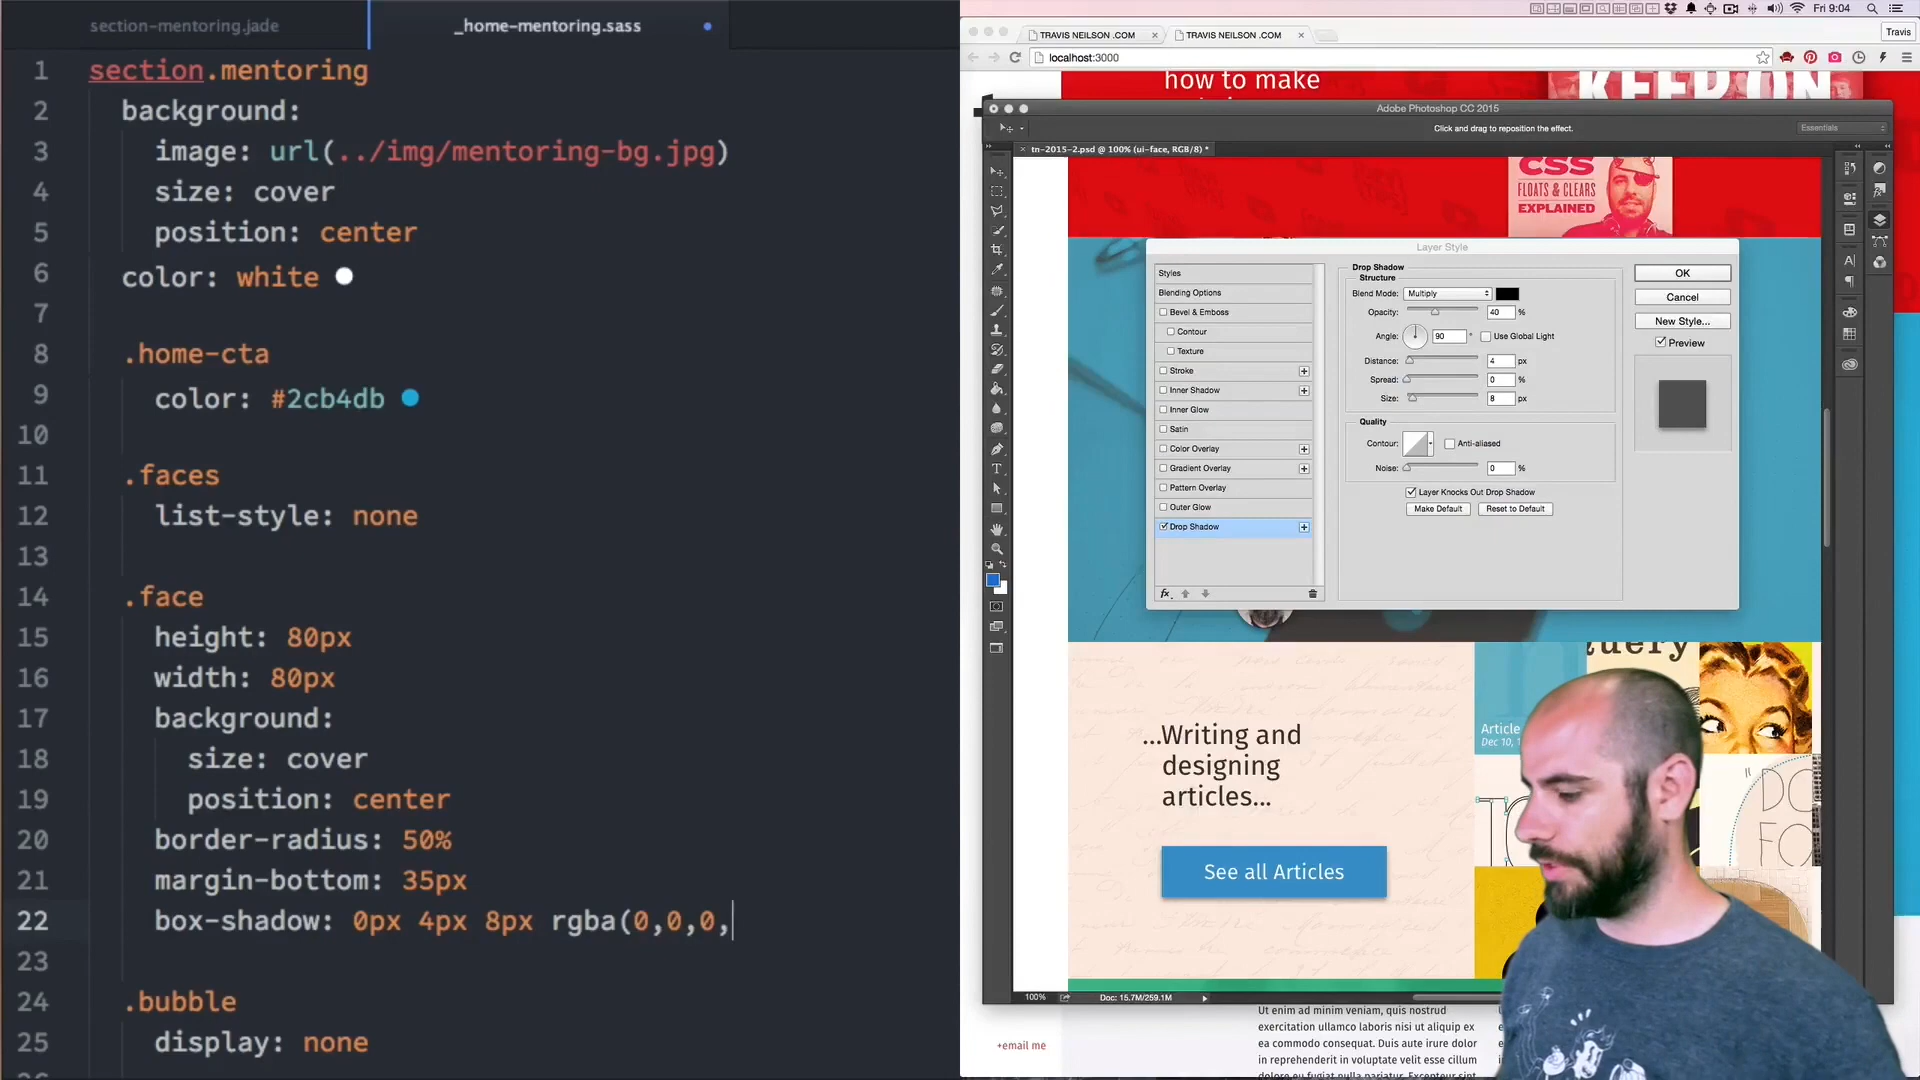 section-mentoring.jade
_home-mentoring.sass
1 section.mentoring
2 background:
3 image: url(../img/mentoring-bg.jpg)
4 size: cover
5 position: center
6 color: white
7
8 .home-cta
9 color: #2cb4db
10
11 .faces
12 list-style: none
13
14 .face
15 height: 80px
16 width: 80px
17 background:
18 size: cover
19 position: center
20 border-radius: 50%
21 margin-bottom: 35px
22 box-shadow: 0px 4px 8px rgba(0,0,0,
23
24 .bubble
25 display: none
Fri 9:04
TRAVIS NEILSON .COM
TRAVIS NEILSON .COM
Travis
localhost:3000
how to make
KEEP ON
Adobe Photoshop CC 2015
Click and drag to reposition the effect.
Essentials
tn-2015-2.psd @ 100% (ui-face, RGB/8) *
CSS
FLOATS & CLEARS
EXPLAINED
Layer Style
Styles
Blending Options
Bevel & Emboss
Contour
Texture
Stroke
Inner Shadow
Inner Glow
Satin
Color Overlay
Gradient Overlay
Pattern Overlay
Outer Glow
Drop Shadow
fx
Drop Shadow
Structure
Blend Mode: Multiply
Opacity: 40 %
Angle: 90 ° Use Global Light
Distance: 4 px
Spread: 0 %
Size: 8 px
Quality
Contour: Anti-aliased
Noise: 0 %
Layer Knocks Out Drop Shadow
Make Default
Reset to Default
OK
Cancel
New Style...
Preview
...Writing and
designing
articles...
See all Articles
Article
Dec 10,
DO
FO
100%
Doc: 15.7M/259.1M
+email me
Ut enim ad minim veniam, quis nostrud
exercitation ullamco laboris nisi ut aliquip ex
ea commodo consequat. Duis aute irure dolor
in reprehenderit in voluptate velit esse cillum